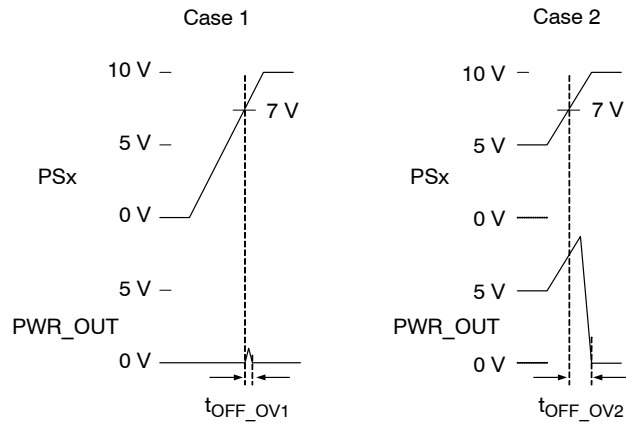 Case 1
10 V
7 V
5 V
PSx
0 V
5 V
PWR_OUT
0 V
tOFF_OV1
Case 2
10 V
7 V
5 V
PSx
0 V
5 V
PWR_OUT
0 V
tOFF_OV2